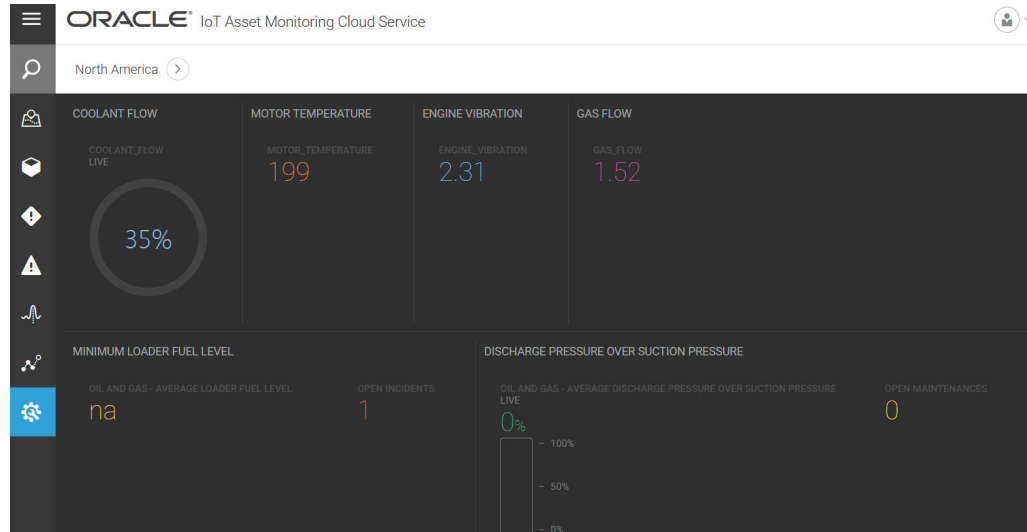 ORACLE® IoT Asset Monitoring Cloud Service
North America
COOLANT FLOW
COOLANT_FLOW
LIVE
35%
MOTOR TEMPERATURE
MOTOR_TEMPERATURE
199
ENGINE VIBRATION
ENGINE_VIBRATION
2.31
GAS FLOW
GAS_FLOW
1.52
MINIMUM LOADER FUEL LEVEL
OIL AND GAS - AVERAGE LOADER FUEL LEVEL
na
OPEN INCIDENTS
1
DISCHARGE PRESSURE OVER SUCTION PRESSURE
OIL AND GAS - AVERAGE DISCHARGE PRESSURE OVER SUCTION PRESSURE
LIVE
0%
100%
50%
0%
OPEN MAINTENANCES
0